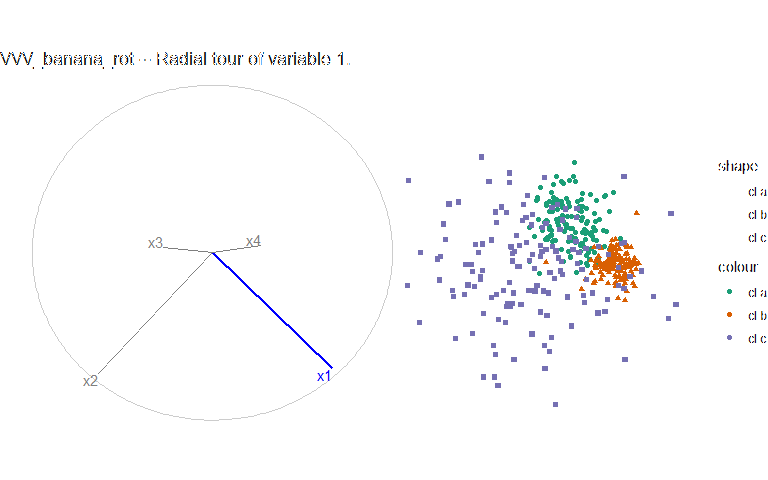 VVV_banana_rot -- Radial tour of variable 1.
x3
x4
x2
x1
shape
cl a
cl b
cl c
colour
cl a
cl b
cl c